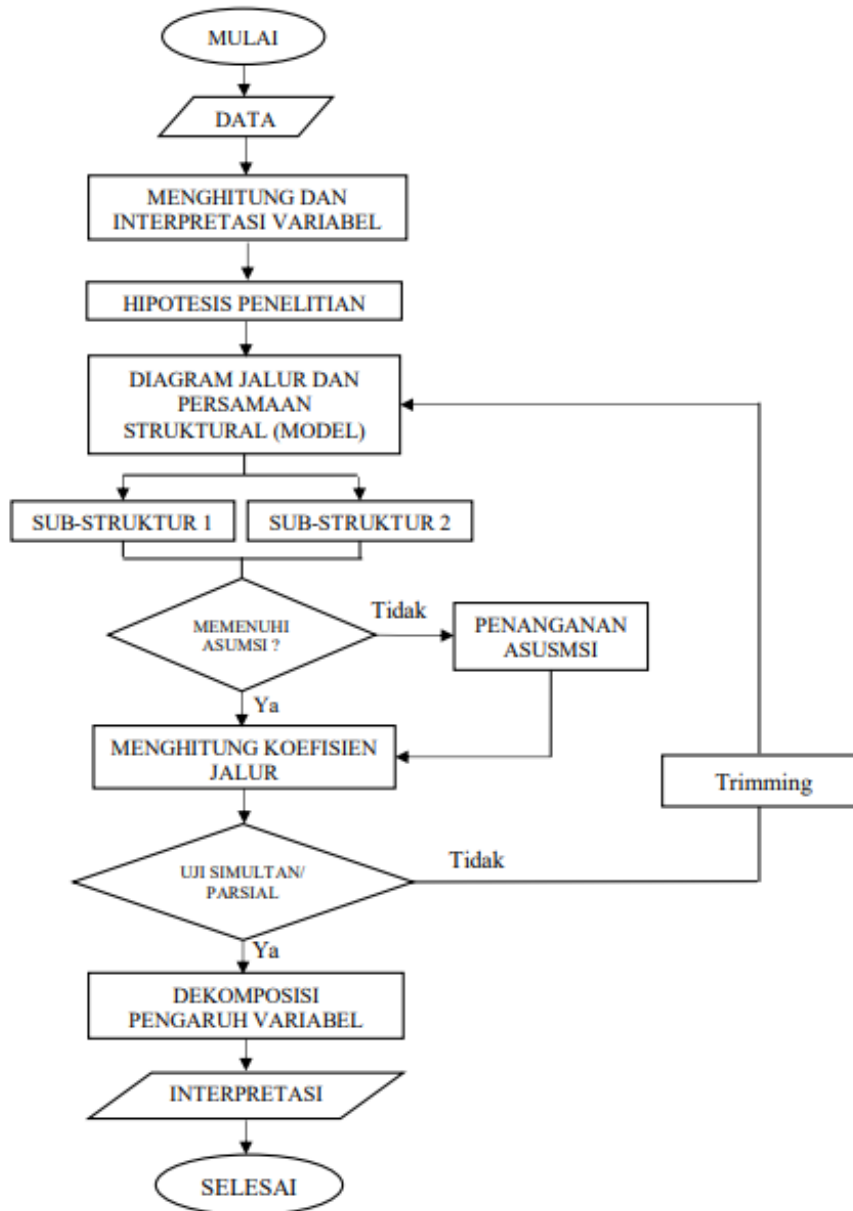 MULAI
DATA
MENGHITUNG DAN
INTERPRETASI VARIABEL
HIPOTESIS PENELITIAN
DIAGRAM JALUR DAN
PERSAMAAN
STRUKTURAL (MODEL)
SUB-STRUKTUR 1
SUB-STRUKTUR 2
MEMENUHI
ASUMSI ?
Tidak
PENANGANAN
ASUSMSI
Ya
MENGHITUNG KOEFISIEN
JALUR
Trimming
UJI SIMULTAN/
PARSIAL
Tidak
Ya
DEKOMPOSISI
PENGARUH VARIABEL
INTERPRETASI
SELESAI